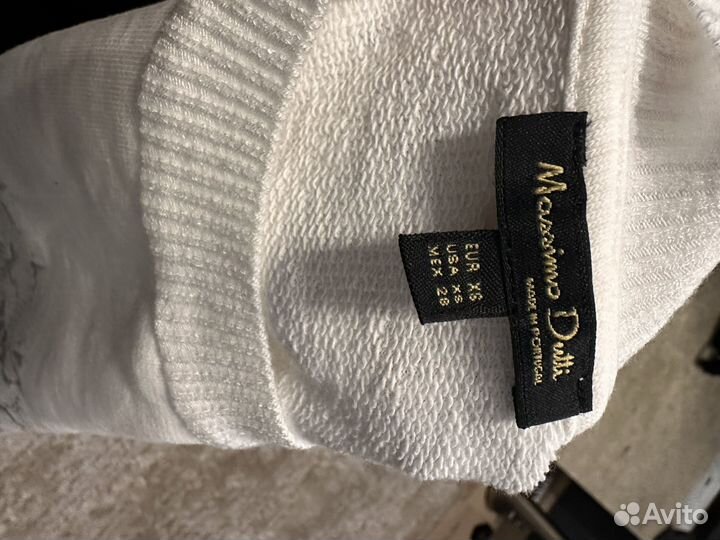 Massimo Dutti
MADE IN PORTUGAL
EUR XS
USA XS
MEX 28
Avito